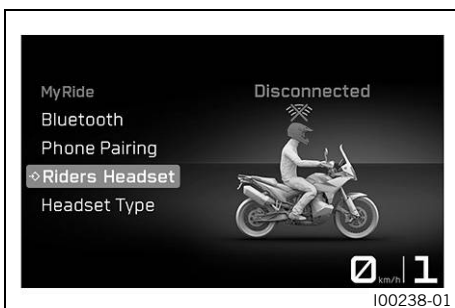 MyRide
Disconnected
Bluetooth
Phone Pairing
Riders Headset
Headset Type
0 km/h 1
I00238-01